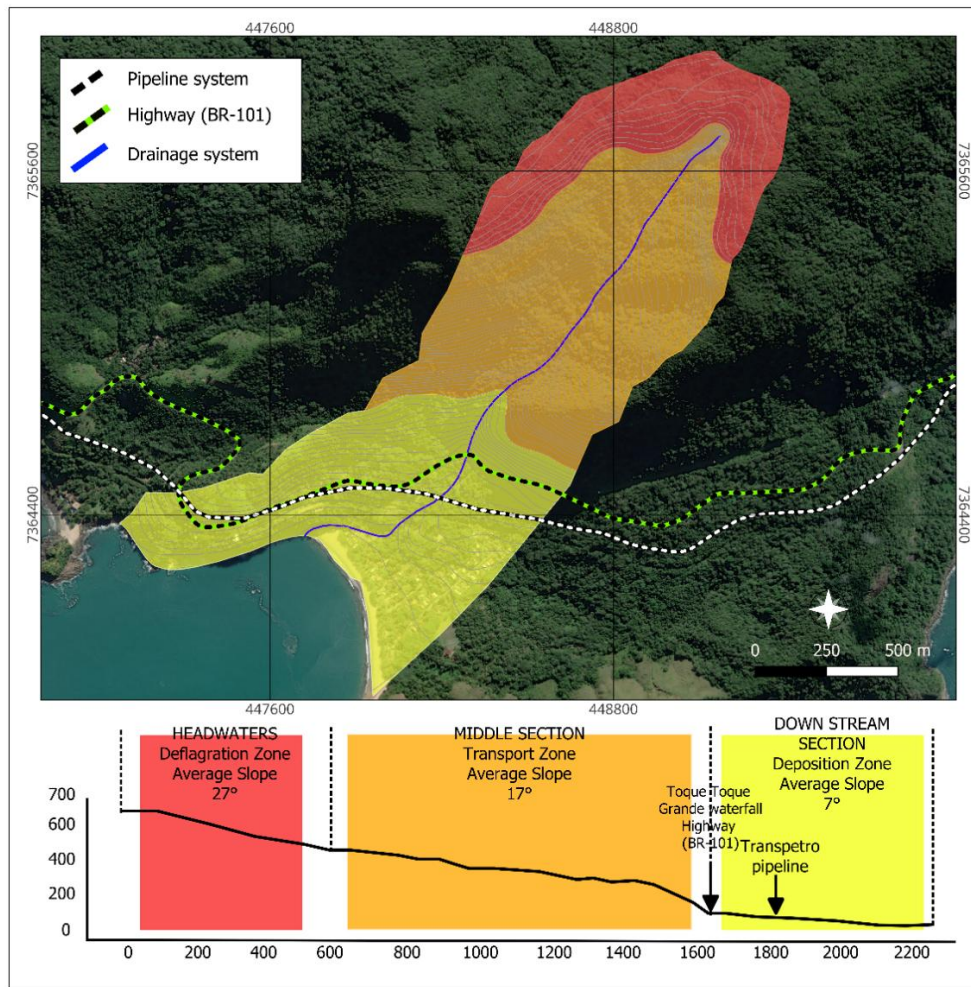 447600
448800
Pipeline system
Highway (BR-101)
Drainage system
7365600
7365600
7364400
7364400
0
250
500 m
447600
448800
HEADWATERS
Deflagration Zone
Average Slope
27°
MIDDLE SECTION
Transport Zone
Average Slope
17°
DOWN STREAM
SECTION
Deposition Zone
Average Slope
7°
Toque Toque
Grande waterfall
Highway
(BR-101)
Transpetro
pipeline
700
600
400
200
0
0
200
400
600
800
1000
1200
1400
1600
1800
2000
2200